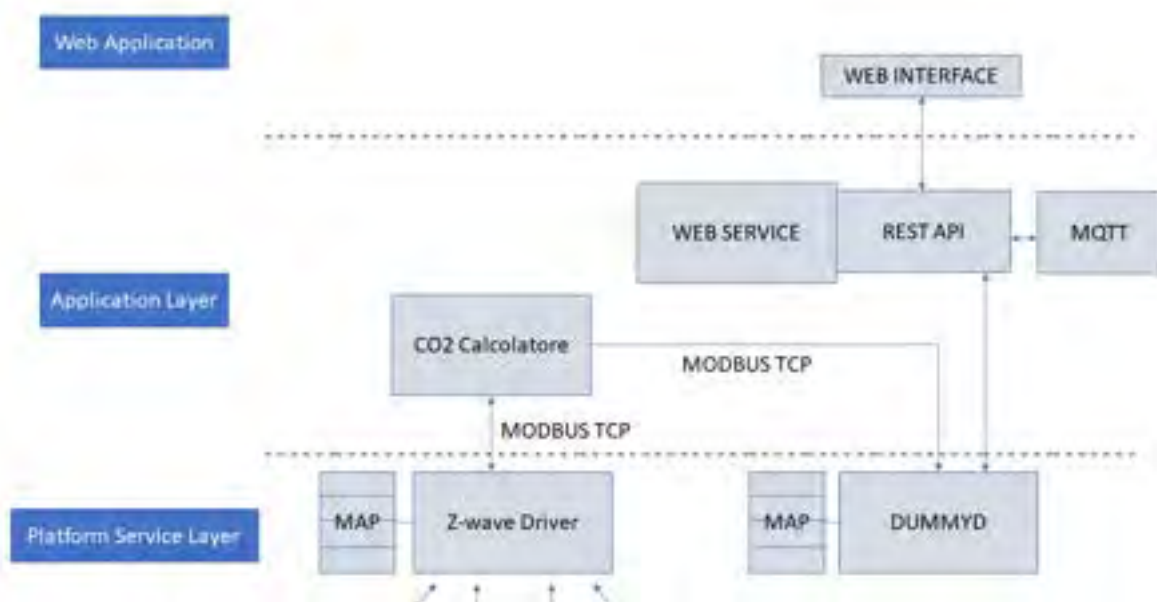 Web Application
WEB INTERFACE
WEB SERVICE
REST API
MQTT
Application Layer
CO2 Calcolatore
MODBUS TCP
MODBUS TCP
Platform Service Layer
MAP
Z-wave Driver
MAP
DUMMYD